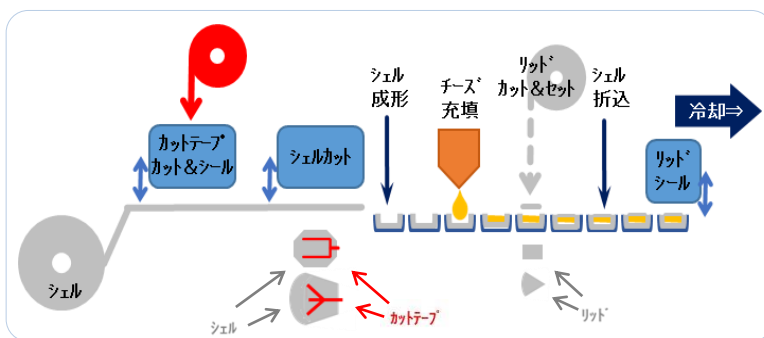 カットテープ
カット&シール
シェルカット
シェル
成形
チーズ
充填
リッド
カット&セット
シェル
折込
冷却⇒
リッド
シール
シェル
シェル
カットテープ
リッド